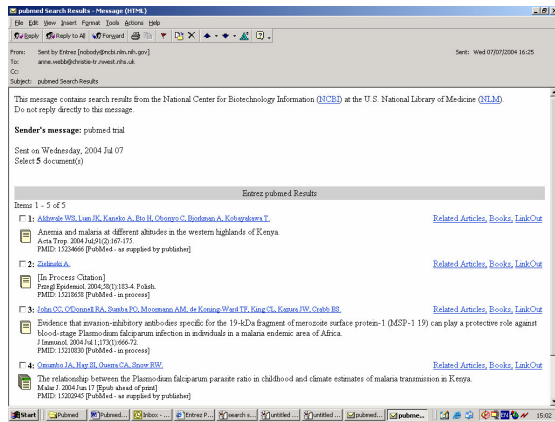 pubmed Search Results - Message (HTML)
File Edit View Insert Format Tools Actions Help
Reply Reply to All Forward
From: Sent by Entrez [nobody@ncbi.nlm.nih.gov] Sent: Wed 07/07/2004 16:25
To: anne.webb@christie-tr.nwest.nhs.uk
Cc:
Subject: pubmed Search Results
This message contains search results from the National Center for Biotechnology Information (NCBI) at the U.S. National Library of Medicine (NLM).
Do not reply directly to this message.
Sender's message: pubmed trial
Sent on Wednesday, 2004 Jul 07
Select 5 document(s)
Entrez pubmed Results
Items 1 - 5 of 5
1: Akhwale WS, Lum JK, Kaneko A, Eto H, Obonyo C, Bjorkman A, Kobayakawa T. Related Articles, Books, LinkOut
Anemia and malaria at different altitudes in the western highlands of Kenya.
Acta Trop. 2004 Jul;91(2):167-175.
PMID: 15234666 [PubMed - as supplied by publisher]
2: Zielinski A. Related Articles, Books, LinkOut
[In Process Citation]
Przegl Epidemiol. 2004;58(1):183-4. Polish.
PMID: 15218658 [PubMed - in process]
3: John CC, O'Donnell RA, Sumba PO, Moormann AM, de Koning-Ward TF, King CL, Kazura JW, Crabb BS. Related Articles, Books, LinkOut
Evidence that invasion-inhibitory antibodies specific for the 19-kDa fragment of merozoite surface protein-1 (MSP-1 19) can play a protective role against
blood-stage Plasmodium falciparum infection in individuals in a malaria endemic area of Africa.
J Immunol. 2004 Jul 1;173(1):666-72.
PMID: 15210830 [PubMed - in process]
4: Omumbo JA, Hay SI, Guerra CA, Snow RW. Related Articles, Books, LinkOut
The relationship between the Plasmodium falciparum parasite ratio in childhood and climate estimates of malaria transmission in Kenya.
Malar J. 2004 Jun 17 [Epub ahead of print]
PMID: 15202945 [PubMed - as supplied by publisher]
Start Pubmed Pubmed... Inbox - ... Entrez P... search s... untitled ... untitled ... pubmed... pubme... EN 15:02